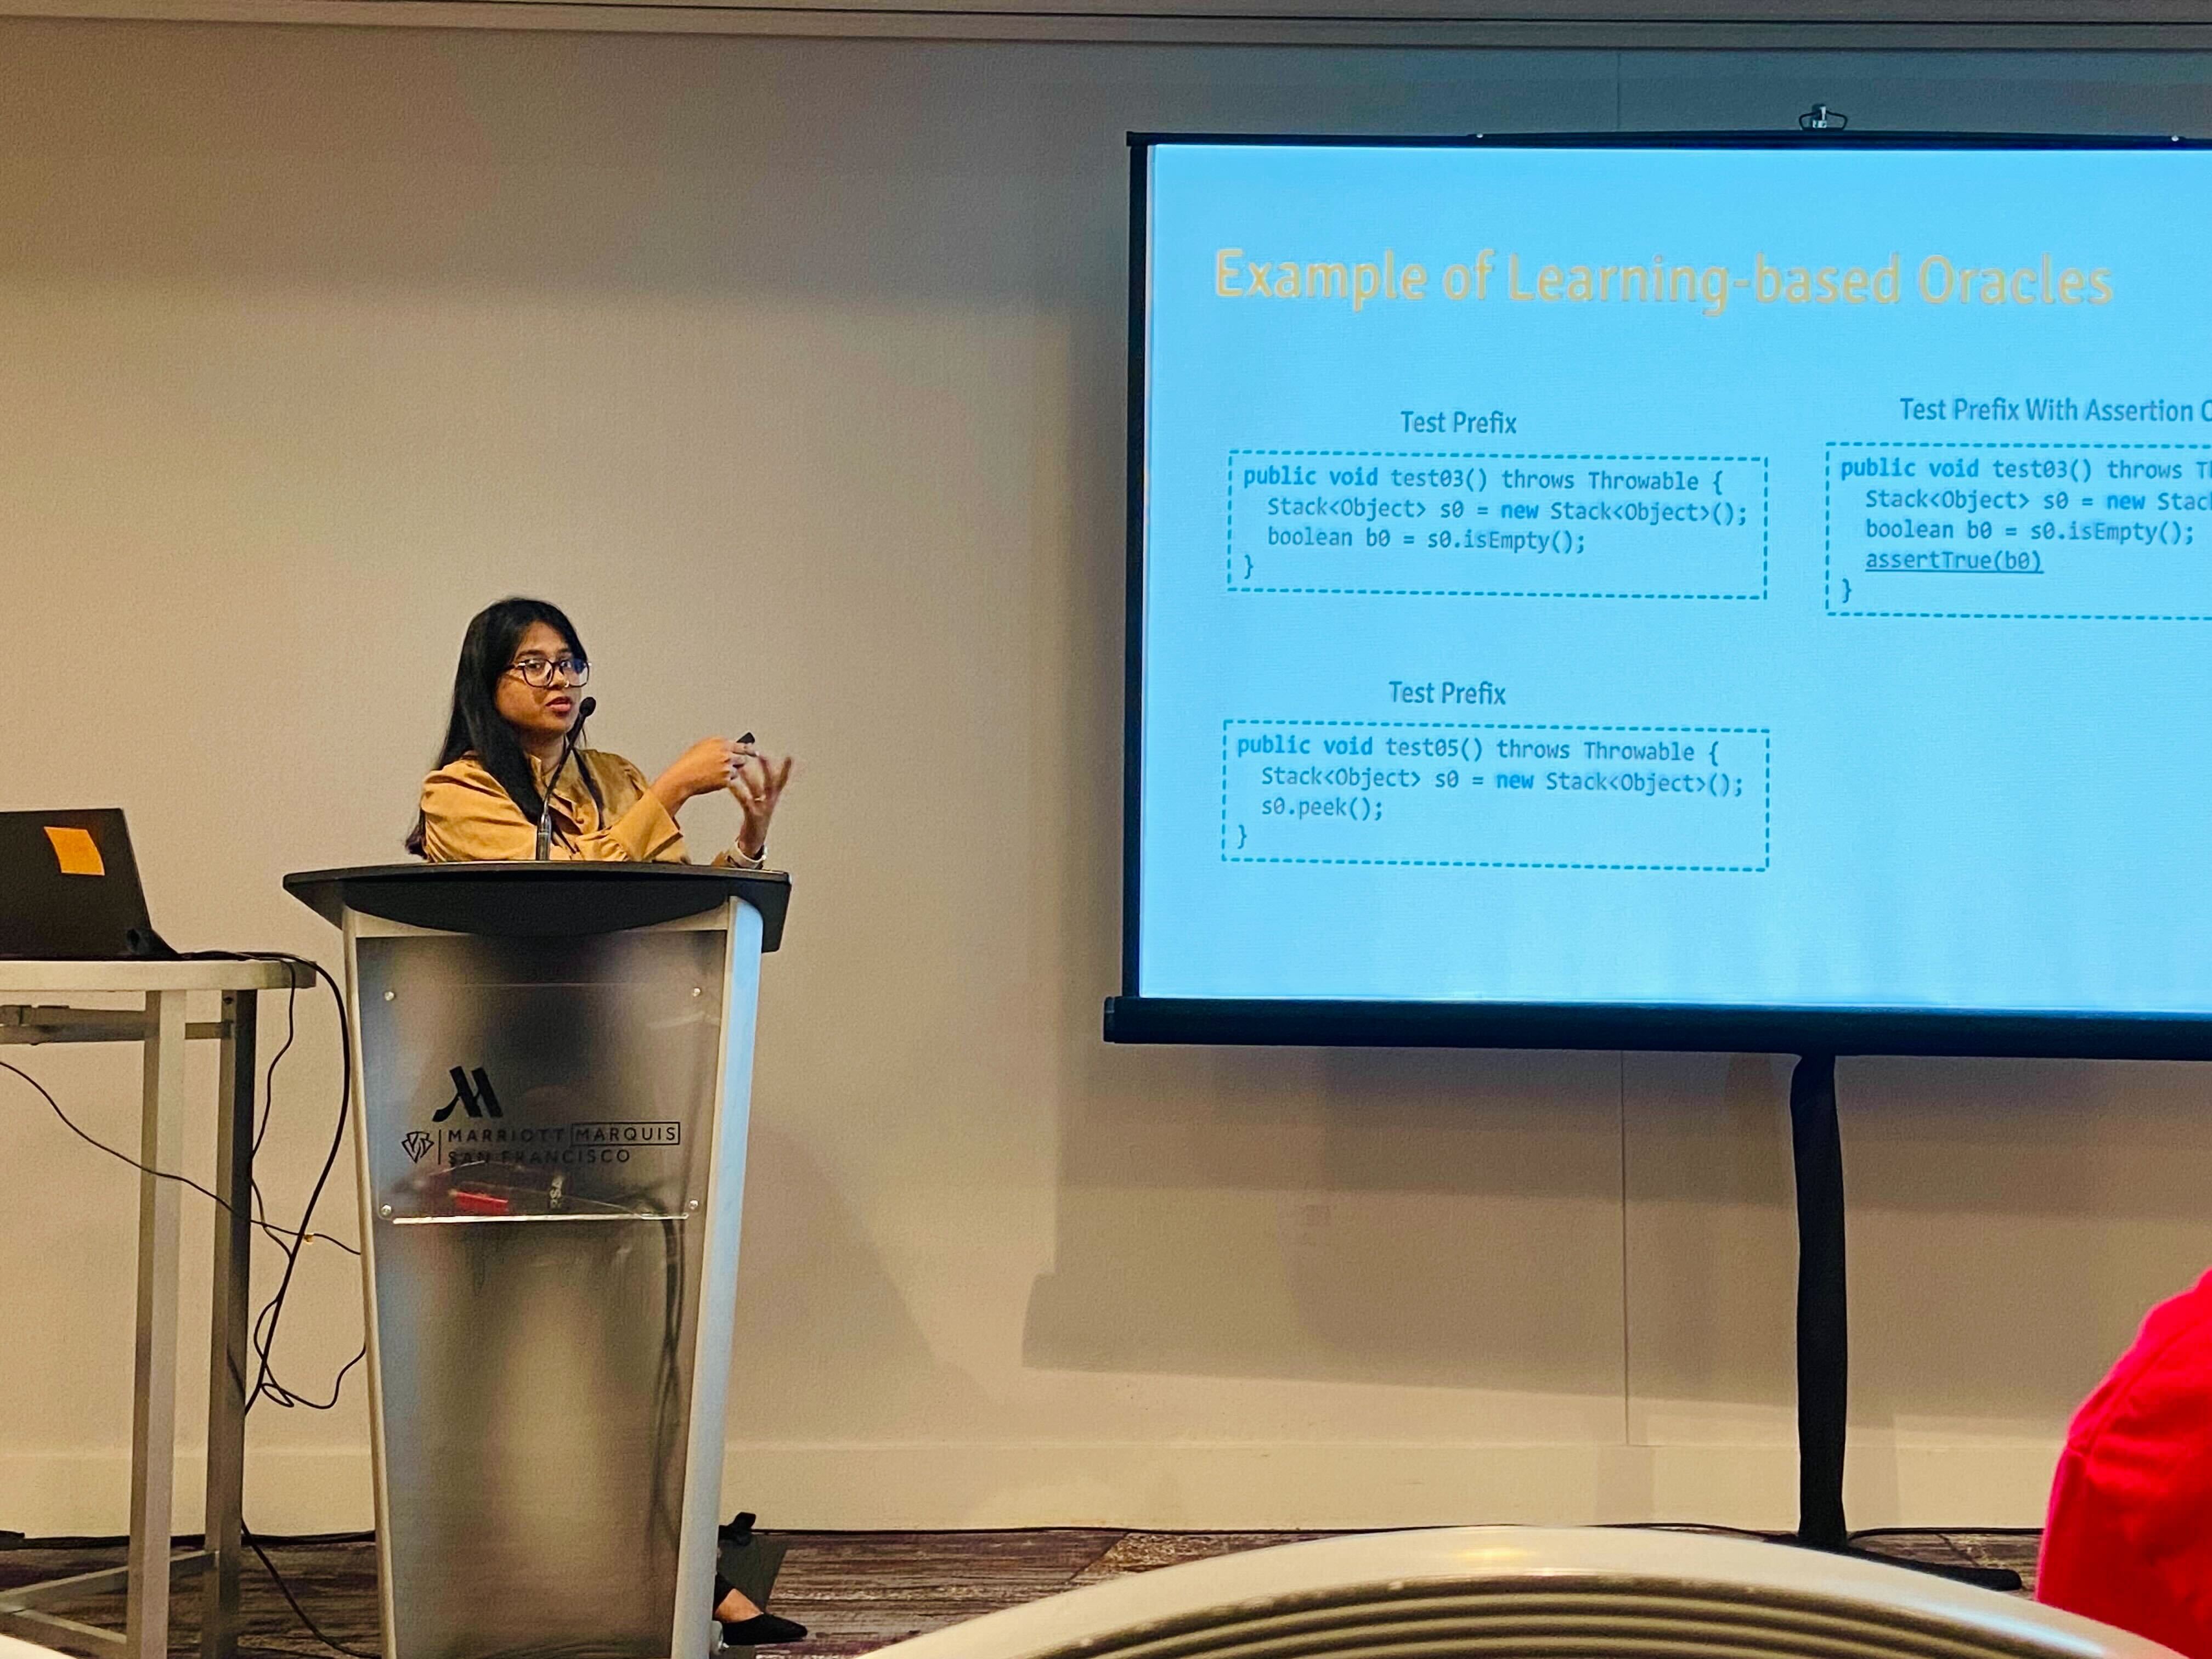 Example of Learning-based Oracles
Test Prefix
public void test03() throws Throwable {
Stack<Object> s0 = new Stack<Object>();
boolean b0 = s0.isEmpty();
}
Test Prefix With Assertion
public void test03() throws
Stack<Object> s0 = new
boolean b0 = s0.isEmpty();
assertTrue(b0)
}
Test Prefix
public void test05() throws Throwable {
Stack<Object> s0 = new Stack<Object>();
s0.peek();
}
MARRIOTT MARQUIS
SAN FRANCISCO